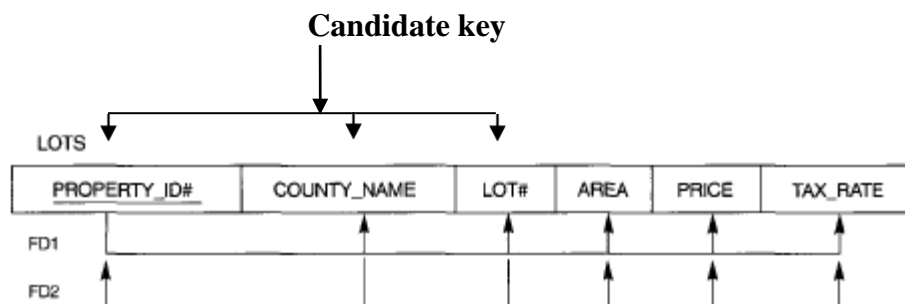 Candidate key
LOTS
PROPERTY_ID# COUNTY_NAME LOT# AREA PRICE TAX_RATE
FD1
FD2